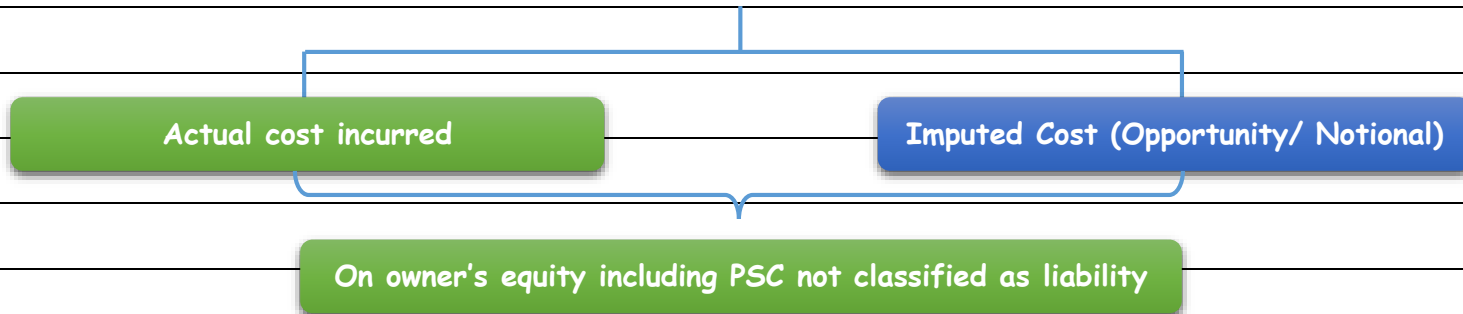 Actual cost incurred
Imputed Cost (Opportunity/ Notional)
On owner's equity including PSC not classified as liability